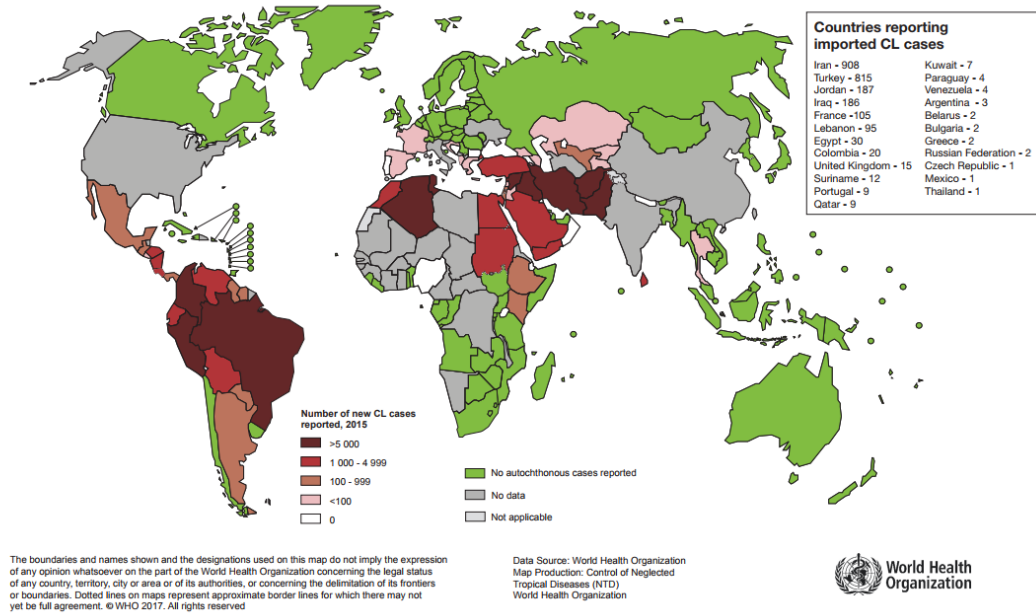 Countries reporting
imported CL cases
Iran - 908
Turkey - 815
Jordan - 187
Iraq - 186
France -105
Lebanon - 95
Egypt - 30
Colombia - 20
United Kingdom - 15
Suriname - 12
Portugal - 9
Qatar - 9
Kuwait - 7
Paraguay - 4
Venezuela - 4
Argentina - 3
Belarus - 2
Bulgaria - 2
Greece - 2
Russian Federation - 2
Czech Republic - 1
Mexico - 1
Thailand - 1
Number of new CL cases
reported, 2015
>5 000
1 000 - 4 999
100 - 999
<100
0
No autochthonous cases reported
No data
Not applicable
The boundaries and names shown and the designations used on this map do not imply the expression
of any opinion whatsoever on the part of the World Health Organization concerning the legal status
of any country, territory, city or area or of its authorities, or concerning the delimitation of its frontiers
or boundaries. Dotted lines on maps represent approximate border lines for which there may not
yet be full agreement. © WHO 2017. All rights reserved
Data Source: World Health Organization
Map Production: Control of Neglected
Tropical Diseases (NTD)
World Health Organization
World Health
Organization